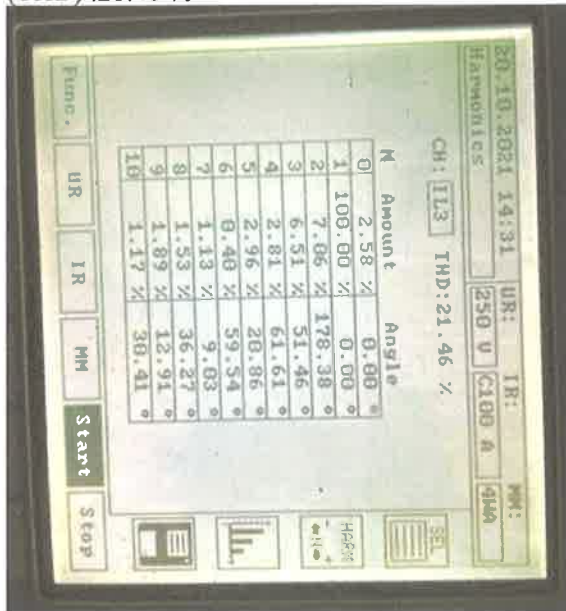 20.10.2021 14:31 UR: IR: MM:
Harmonics 250 V C100 A 4WA
CH: IL3 THD:21.46 %
N Amount Angle
0 2.58 % 0.00 °
1 100.00 % 0.00 °
2 7.06 % 178.38 °
3 6.51 % 51.46 °
4 2.81 % 61.61 °
5 2.96 % 20.86 °
6 0.40 % 59.54 °
7 1.13 % 9.03 °
8 1.53 % 36.27 °
9 1.89 % 12.91 °
10 1.17 % 30.41 °
SEL
HARM
- +
N
Func. UR IR MM Start Stop